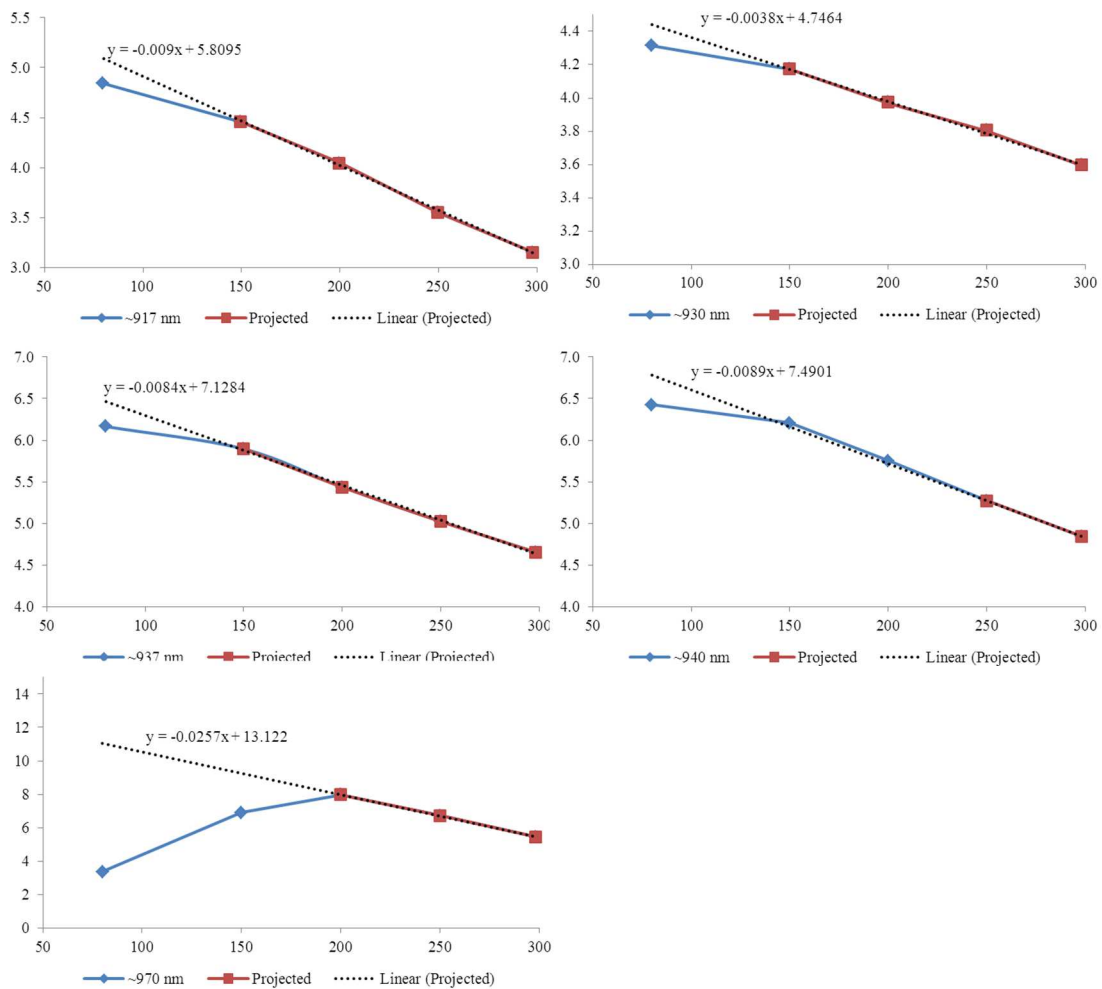 5.5
y = -0.009x + 5.8095
5.0
4.5
4.0
3.5
3.0
50 100 150 200 250 300
~917 nm Projected Linear (Projected)
y = -0.0038x + 4.7464
4.4
4.2
4.0
3.8
3.6
3.4
3.2
3.0
50 100 150 200 250 300
~930 nm Projected Linear (Projected)
7.0
y = -0.0084x + 7.1284
6.5
6.0
5.5
5.0
4.5
4.0
50 100 150 200 250 300
~937 nm Projected Linear (Projected)
7.0
y = -0.0089x + 7.4901
6.5
6.0
5.5
5.0
4.5
4.0
50 100 150 200 250 300
~940 nm Projected Linear (Projected)
14
12
y = -0.0257x + 13.122
10
8
6
4
2
0
50 100 150 200 250 300
~970 nm Projected Linear (Projected)